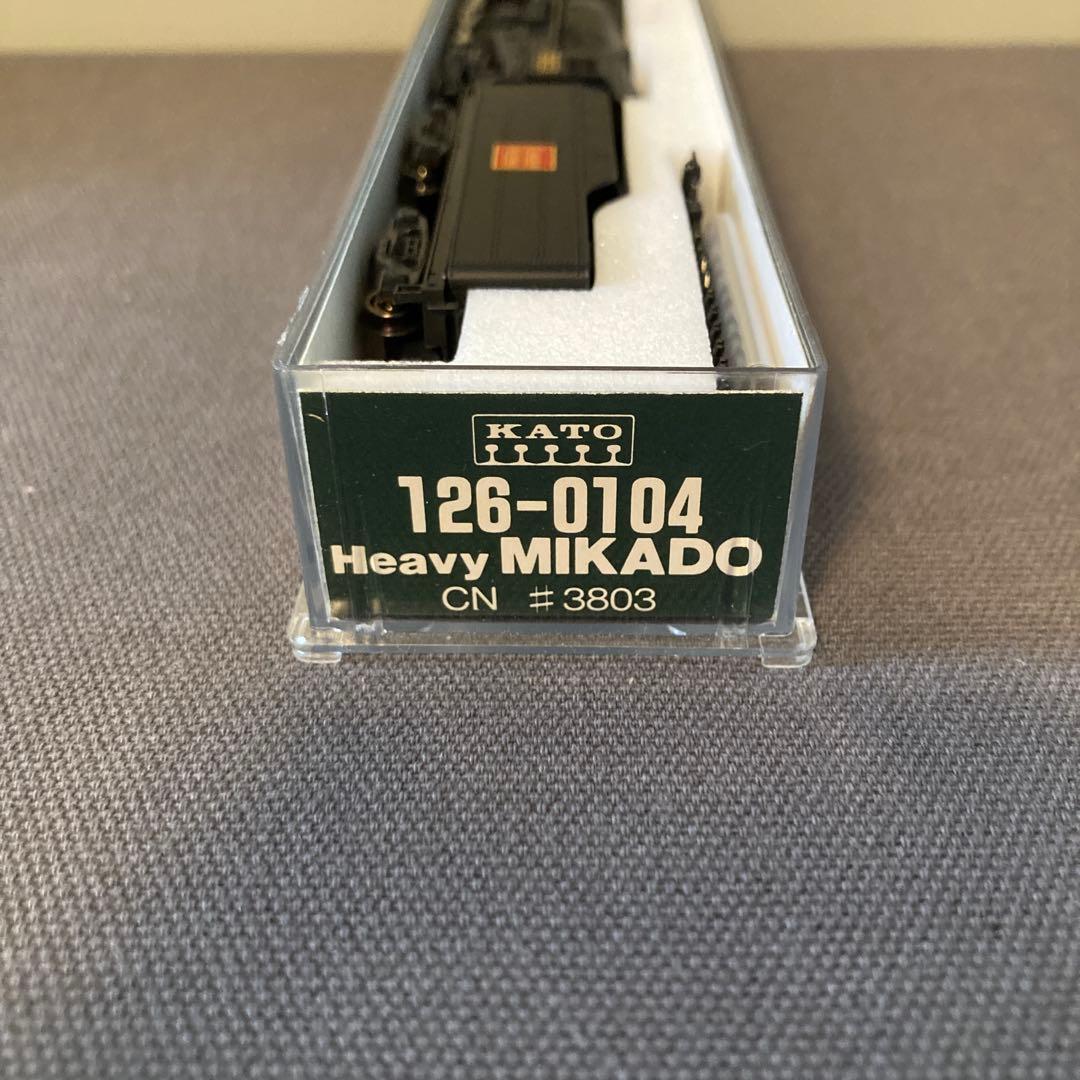 KATO
126-0104
Heavy MIKADO
CN #3803